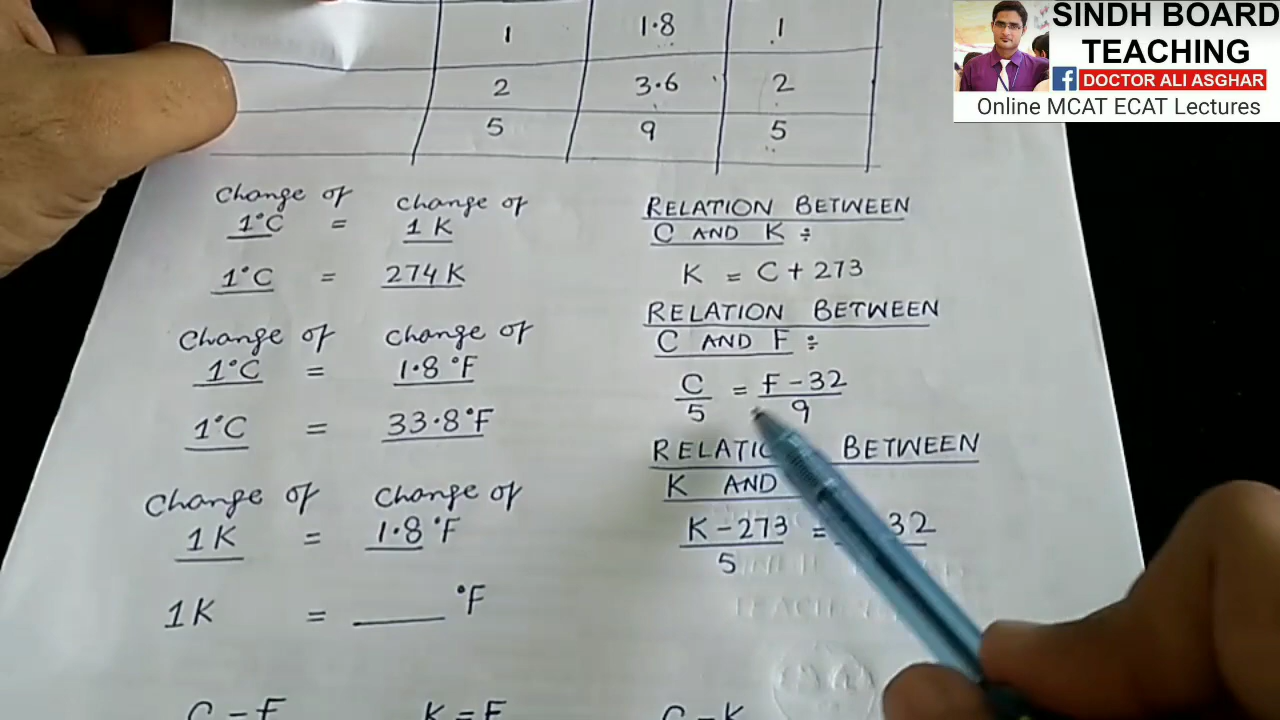 SINDH BOARD
TEACHING
f DOCTOR ALI ASGHAR
Online MCAT ECAT Lectures
1 1.8 1
2 3.6 2
5 9 5
Change of Change of
1°C = 1 K
1°C = 274 K
Change of Change of
1°C = 1.8 °F
1°C = 33.8°F
Change of Change of
1K = 1.8 °F
1K = ____ °F
RELATION BETWEEN
C AND K ÷
K = C + 273
RELATION BETWEEN
C AND F ÷
C = F - 32
5 9
BETWEEN
K AND
K - 273 = 32
5
C = F K = F C = K